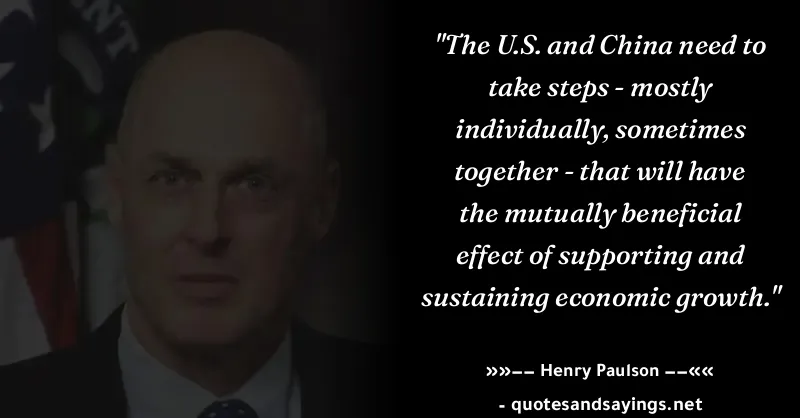 ENT
"The U.S. and China need to
take steps - mostly
individually, sometimes
together - that will have
the mutually beneficial
effect of supporting and
sustaining economic growth."
»»–– Henry Paulson ––««
- quotesandsayings.net